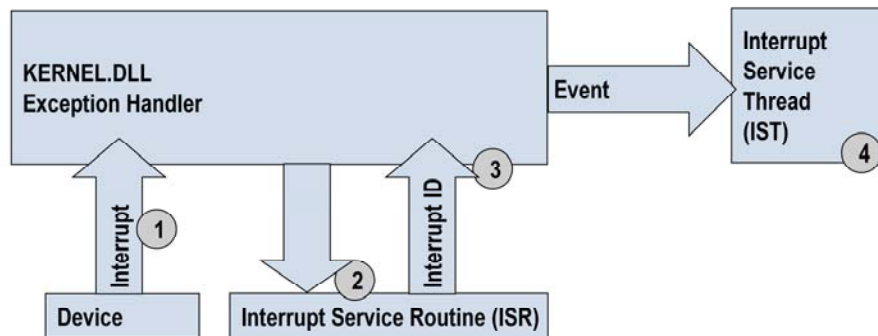 KERNEL.DLL
Exception Handler
Event
Interrupt
Service
Thread
(IST)
4
3
Interrupt
1
Interrupt ID
2
Device
Interrupt Service Routine (ISR)